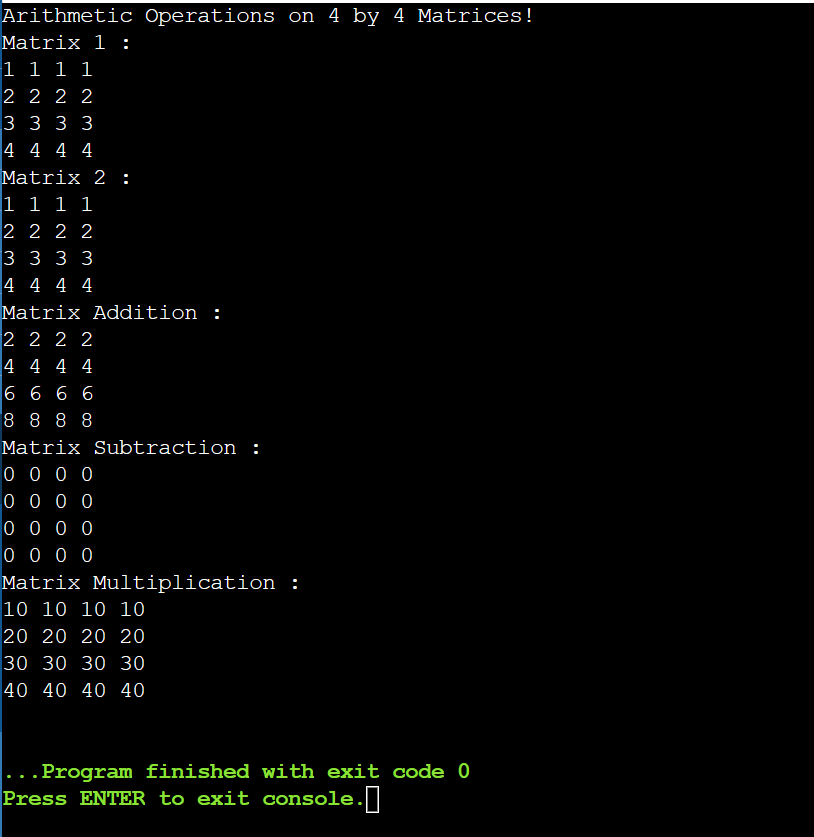 Arithmetic Operations on 4 by 4 Matrices!
Matrix 1 :
1 1 1 1
2 2 2 2
3 3 3 3
4 4 4 4
Matrix 2 :
1 1 1 1
2 2 2 2
3 3 3 3
4 4 4 4
Matrix Addition :
2 2 2 2
4 4 4 4
6 6 6 6
8 8 8 8
Matrix Subtraction :
0 0 0 0
0 0 0 0
0 0 0 0
0 0 0 0
Matrix Multiplication :
10 10 10 10
20 20 20 20
30 30 30 30
40 40 40 40
...Program finished with exit code 0
Press ENTER to exit console.